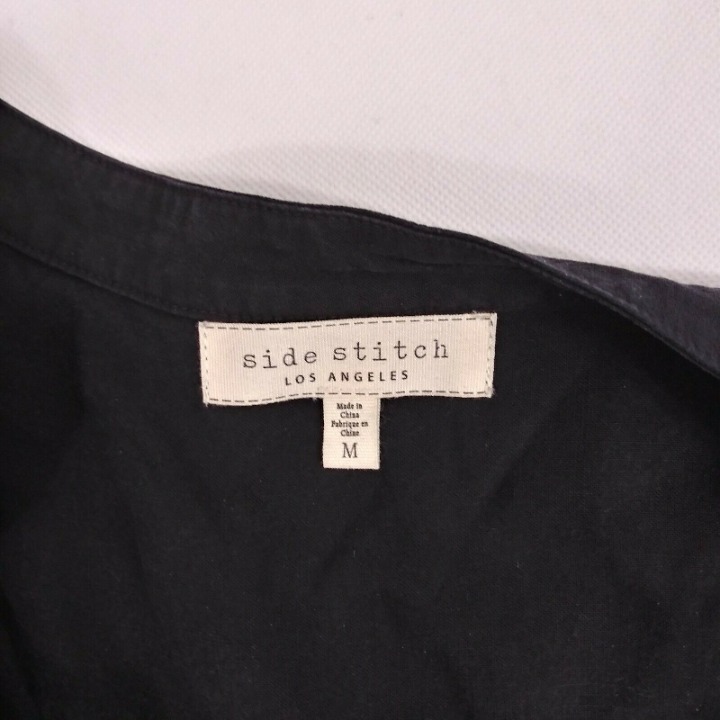 side stitch
LOS ANGELES
Made in
China
Fabrique en
Chine
M